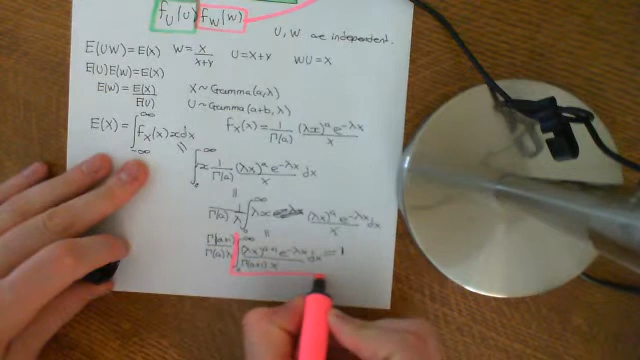 f_U(u) f_W(w)
U, W are independent.
E(UW) = E(X) W = X/(X+Y) U = X+Y WU = X
E(U)E(W) = E(X)
E(W) = E(X)/E(U) X ~ Gamma(a, λ)
U ~ Gamma(a+b, λ)
E(X) = ∫_{-∞}^{∞} f_X(x) x dx f_X(x) = 1/Γ(a) (λx)^a e^{-λx}/x
=
∫_0^∞ x 1/Γ(a) (λx)^a e^{-λx}/x dx
=
1/Γ(a) 1/λ ∫_0^∞ λx (λx)^a e^{-λx}/x dx
=
Γ(a+1)/(Γ(a)λ) ∫_0^∞ (λx)^{a+1} e^{-λx}/(Γ(a+1) x) dx = 1